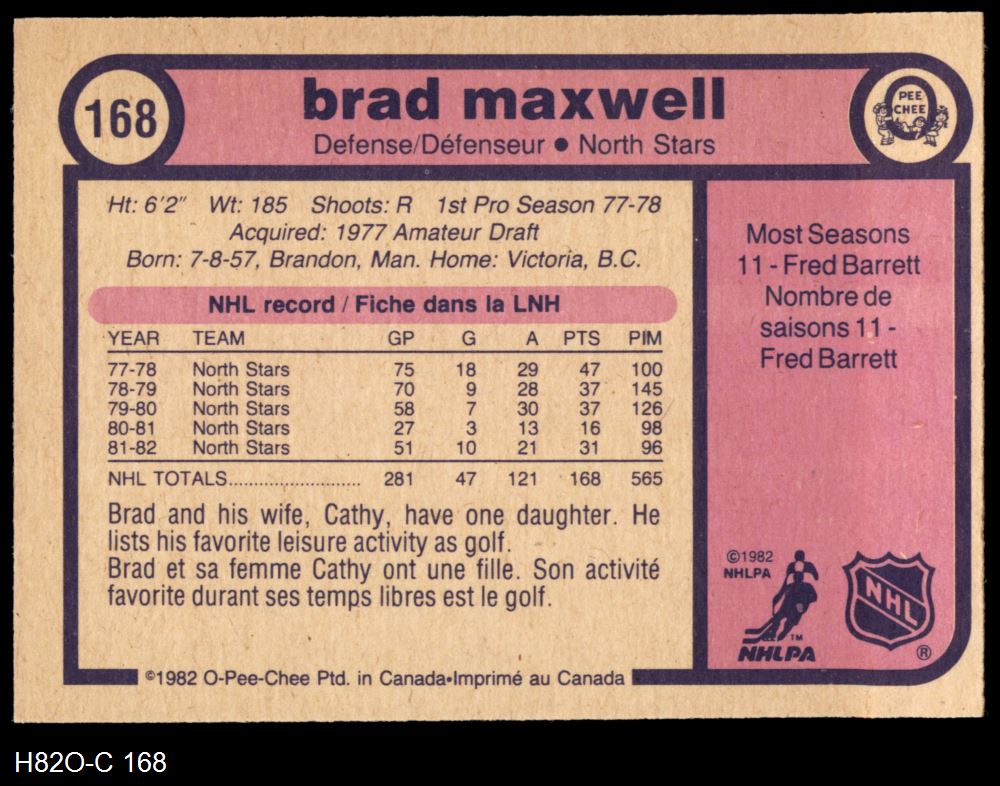 168
brad maxwell
Defense/Défenseur • North Stars
PEE
CHEE
Ht: 6'2" Wt: 185 Shoots: R 1st Pro Season 77-78
Acquired: 1977 Amateur Draft
Born: 7-8-57, Brandon, Man. Home: Victoria, B.C.
NHL record / Fiche dans la LNH
YEAR TEAM GP G A PTS PIM
77-78 North Stars 75 18 29 47 100
78-79 North Stars 70 9 28 37 145
79-80 North Stars 58 7 30 37 126
80-81 North Stars 27 3 13 16 98
81-82 North Stars 51 10 21 31 96
NHL TOTALS.......................... 281 47 121 168 565
Brad and his wife, Cathy, have one daughter. He
lists his favorite leisure activity as golf.
Brad et sa femme Cathy ont une fille. Son activité
favorite durant ses temps libres est le golf.
Most Seasons
11 - Fred Barrett
Nombre de
saisons 11 -
Fred Barrett
©1982
NHLPA
TM
NHLPA
NHL
®
©1982 O-Pee-Chee Ptd. in Canada•Imprimé au Canada
H82O-C 168